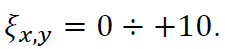 ξx,y = 0 ÷ +10.